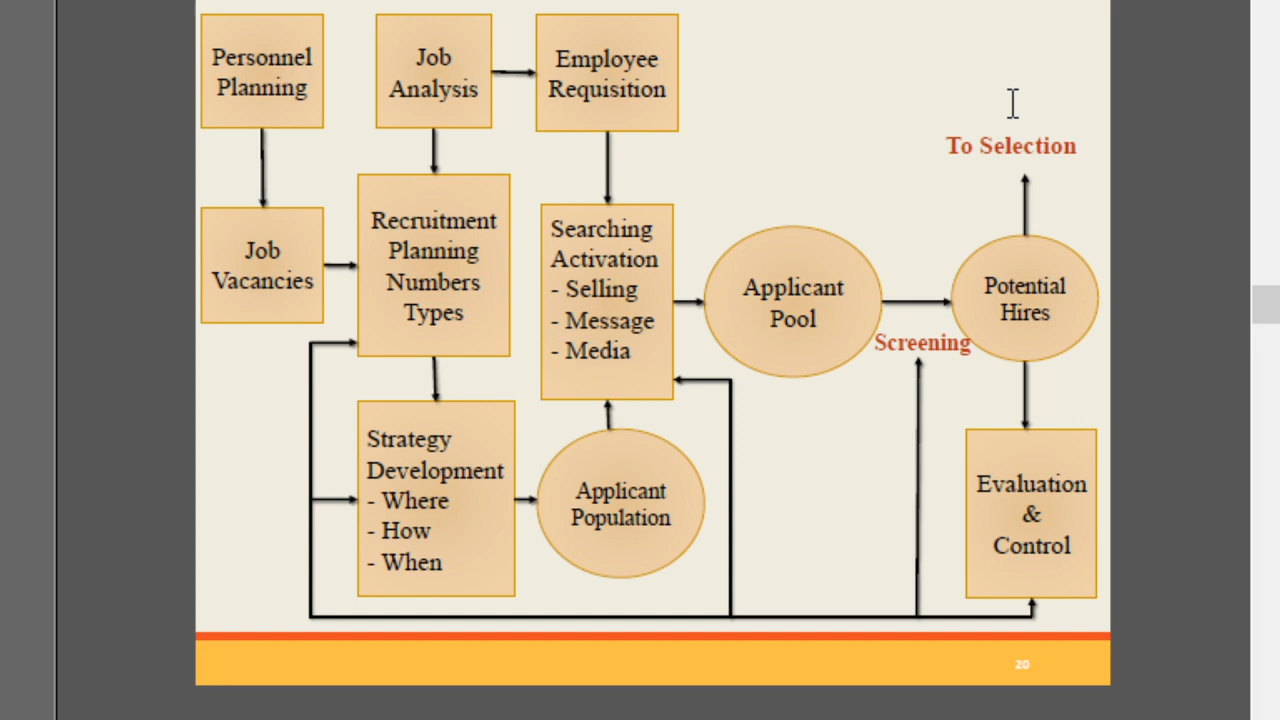 Personnel
Planning
Job
Analysis
Employee
Requisition
To Selection
Job
Vacancies
Recruitment
Planning
Numbers
Types
Searching
Activation
- Selling
- Message
- Media
Applicant
Pool
Screening
Potential
Hires
Strategy
Development
- Where
- How
- When
Applicant
Population
Evaluation
&
Control
20